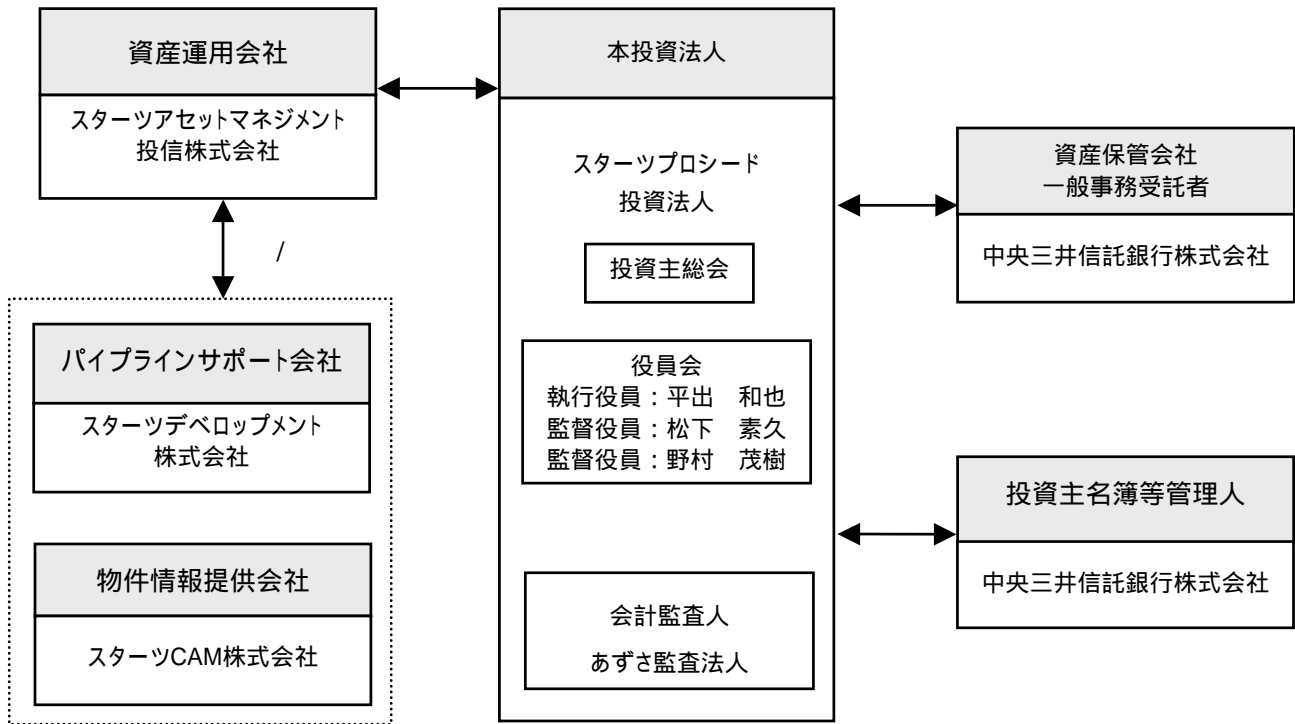 資産運用会社
スターツアセットマネジメント
投信株式会社
/
パイプラインサポート会社
スターツデベロップメント
株式会社
物件情報提供会社
スターツCAM株式会社
本投資法人
スターツプロシード
投資法人
投資主総会
役員会
執行役員：平出　和也
監督役員：松下　素久
監督役員：野村　茂樹
会計監査人
あずさ監査法人
資産保管会社
一般事務受託者
中央三井信託銀行株式会社
投資主名簿等管理人
中央三井信託銀行株式会社